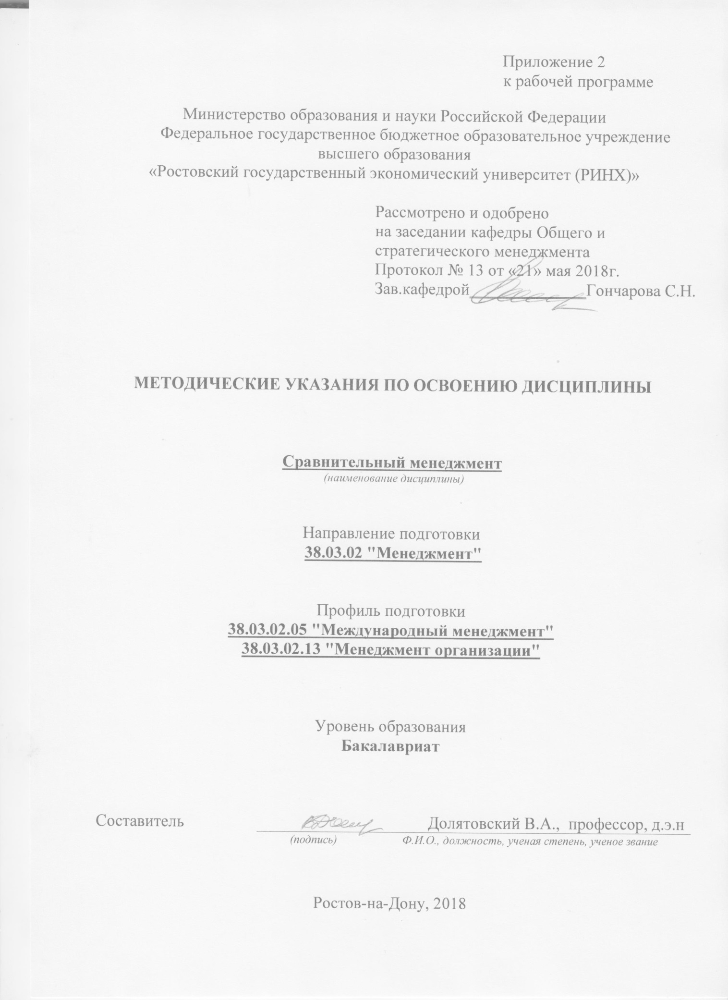 Приложение 2
к рабочей программе
Министерство образования и науки Российской Федерации
Федеральное государственное бюджетное образовательное учреждение
высшего образования
«Ростовский государственный экономический университет (РИНХ)»
Рассмотрено и одобрено
на заседании кафедры Общего и
стратегического менеджмента
Протокол № 13 от «21» мая 2018г.
Зав.кафедрой Гончарова С.Н.
МЕТОДИЧЕСКИЕ УКАЗАНИЯ ПО ОСВОЕНИЮ ДИСЦИПЛИНЫ
Сравнительный менеджмент
(наименование дисциплины)
Направление подготовки
38.03.02 "Менеджмент"
Профиль подготовки
38.03.02.05 "Международный менеджмент"
38.03.02.13 "Менеджмент организации"
Уровень образования
Бакалавриат
Составитель Долятовский В.А., профессор, д.э.н
(подпись) Ф.И.О., должность, ученая степень, ученое звание
Ростов-на-Дону, 2018